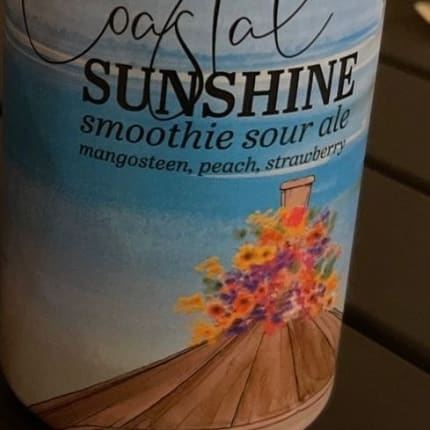 Coastal
SUNSHINE
smoothie sour ale
mangosteen, peach, strawberry